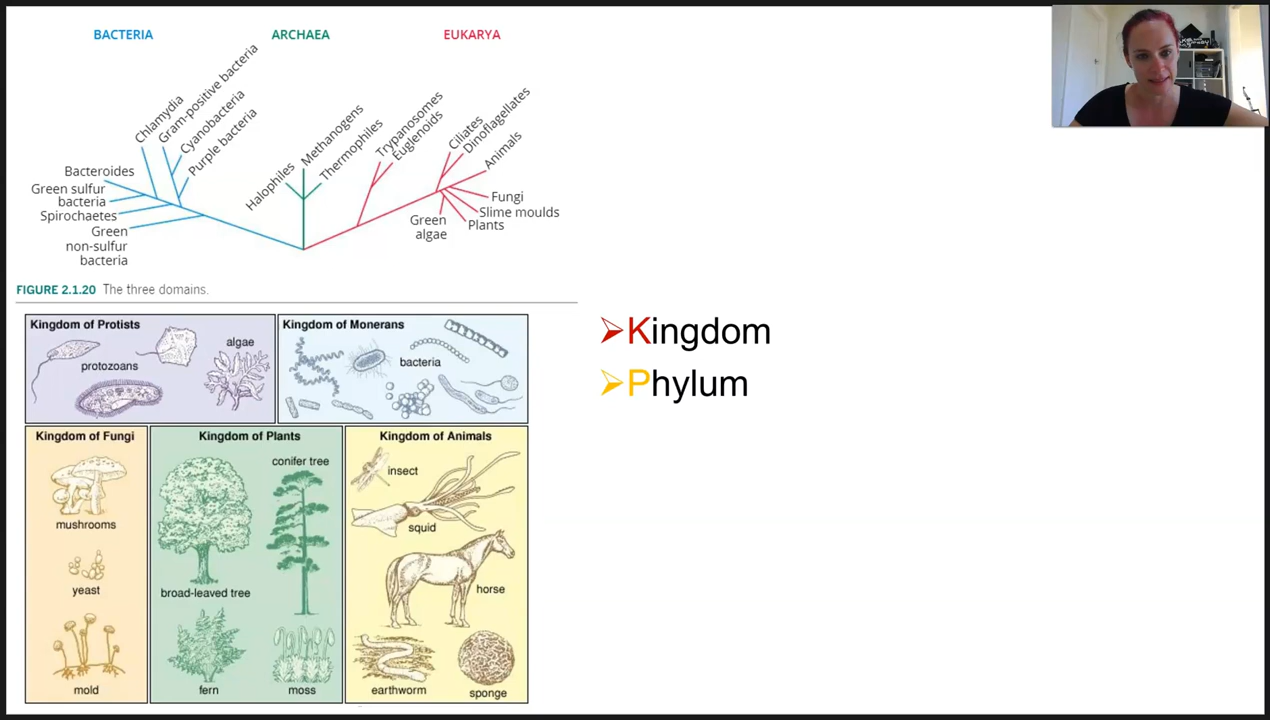 BACTERIA
ARCHAEA
EUKARYA
Chlamydia
Gram-positive bacteria
Cyanobacteria
Purple bacteria
Bacteroides
Green sulfur
bacteria
Spirochaetes
Green
non-sulfur
bacteria
Halophiles
Methanogens
Thermophiles
Trypanosomes
Euglenoids
Ciliates
Dinoflagellates
Animals
Fungi
Slime moulds
Plants
Green
algae
FIGURE 2.1.20 The three domains.
Kingdom of Protists
protozoans
algae
Kingdom of Monerans
bacteria
Kingdom of Fungi
mushrooms
yeast
mold
Kingdom of Plants
conifer tree
broad-leaved tree
fern
moss
Kingdom of Animals
insect
squid
horse
earthworm
sponge
Kingdom
Phylum